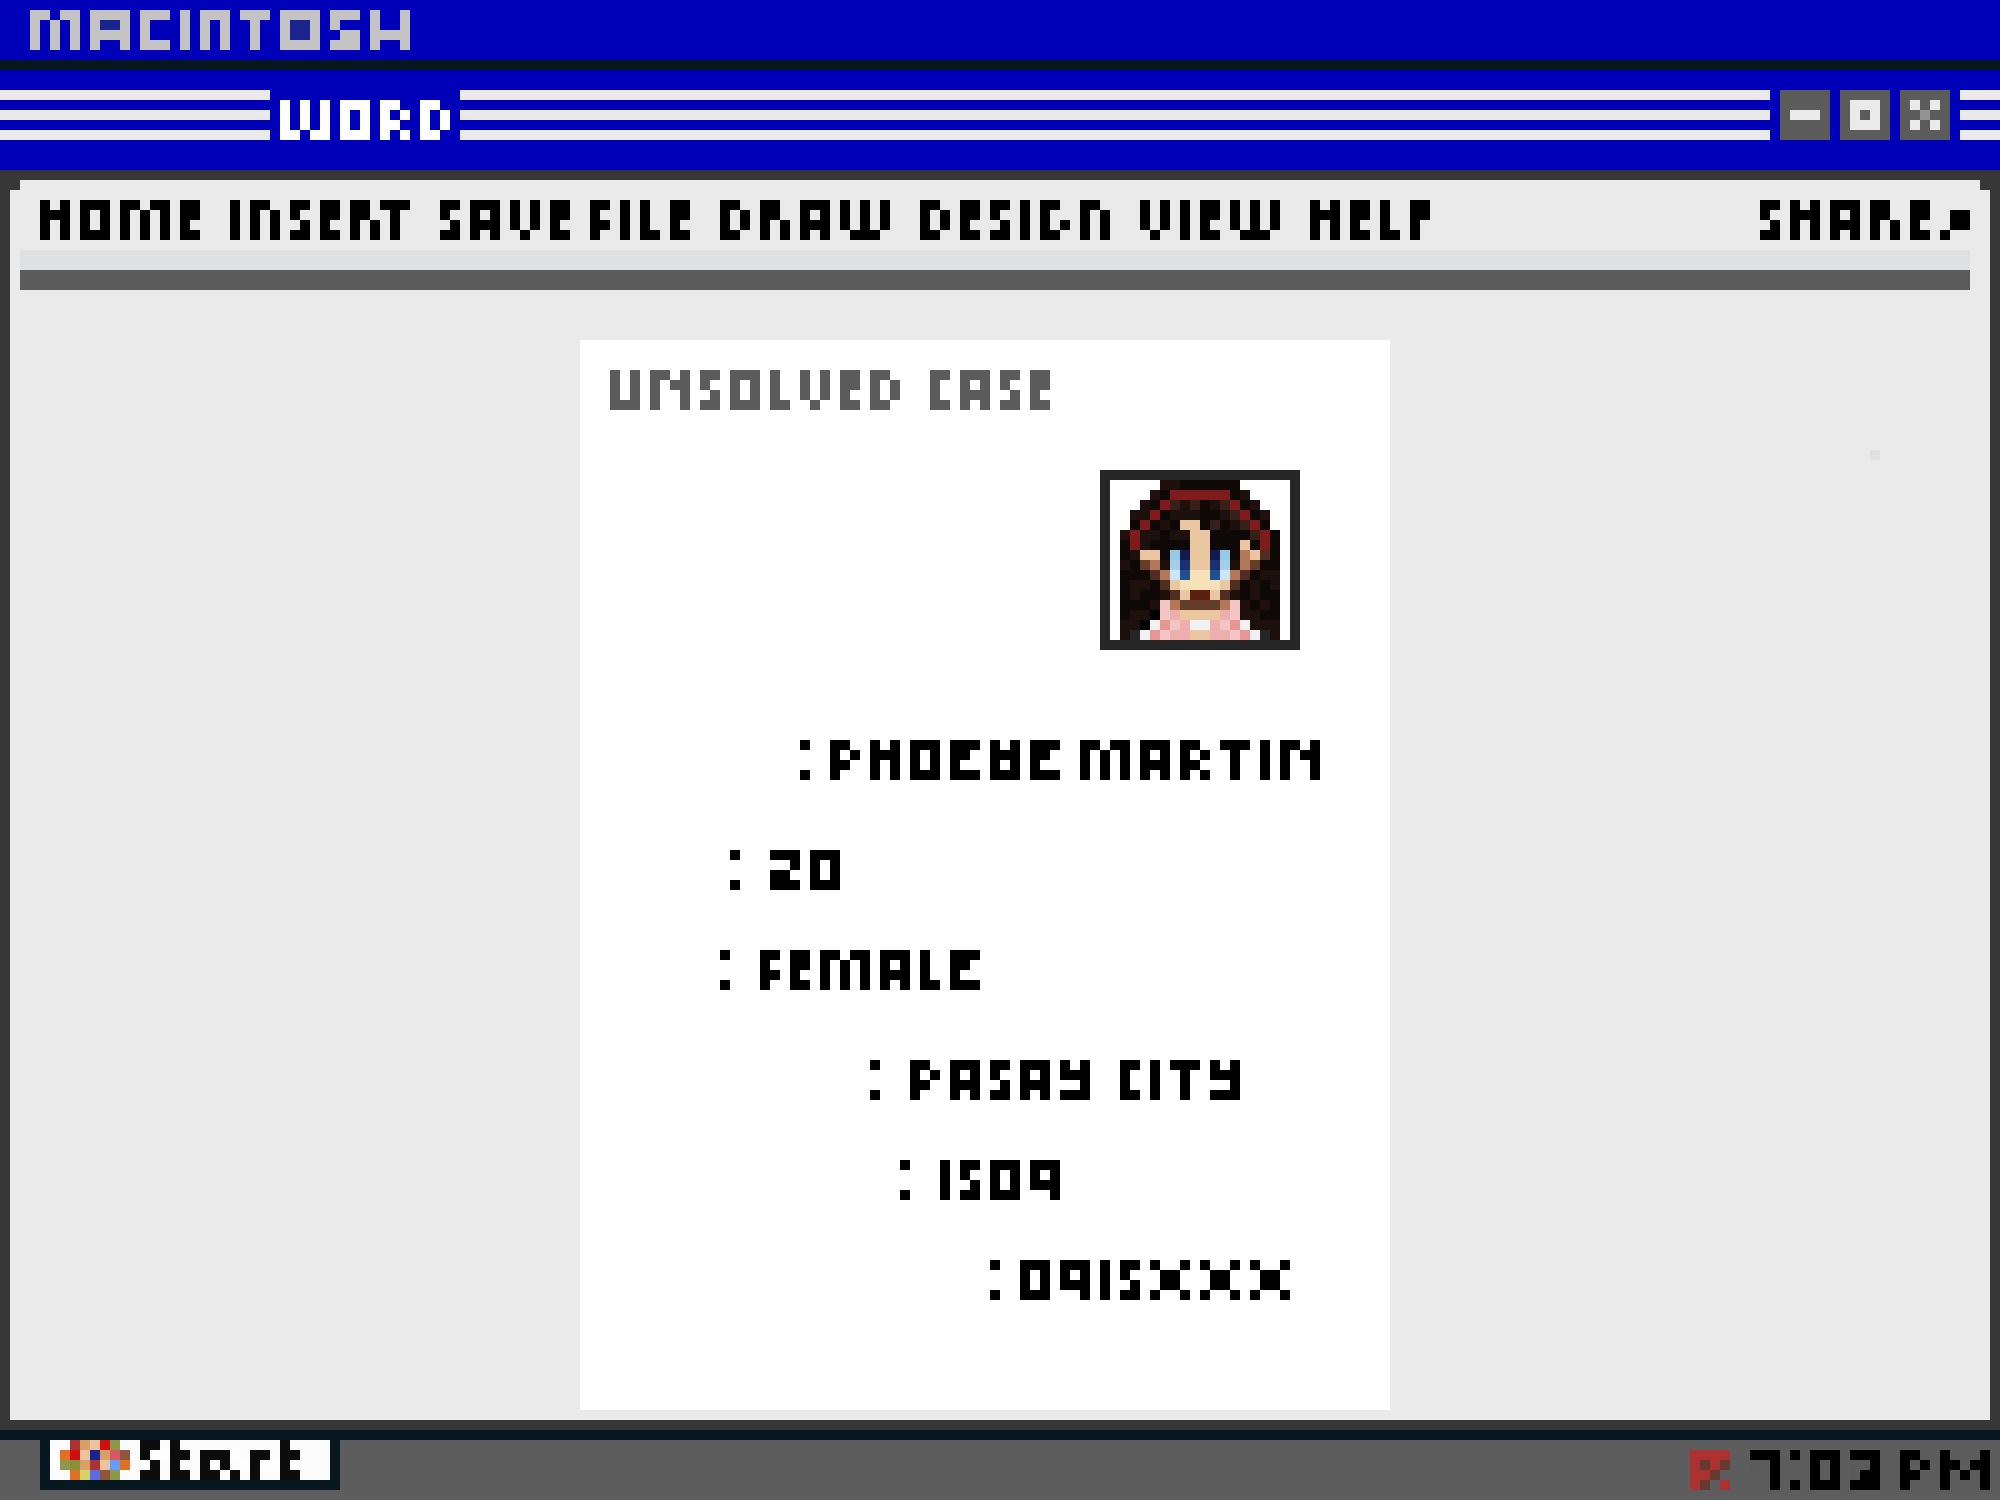 MACINTOSH
WORD
HOME INSERT SAVE FILE DRAW DESIGN VIEW HELP SHARE
UNSOLVED CASE
: PHOEBE MARTIN
: 20
: FEMALE
: PASAY CITY
: 1509
: 0915XXX
Start 7:03 PM